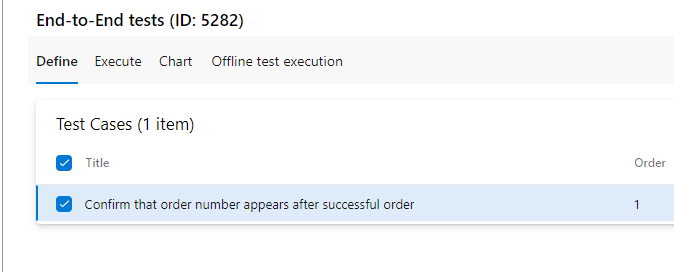 End-to-End tests (ID: 5282)
Define Execute Chart Offline test execution
Test Cases (1 item)
Title Order
Confirm that order number appears after successful order 1